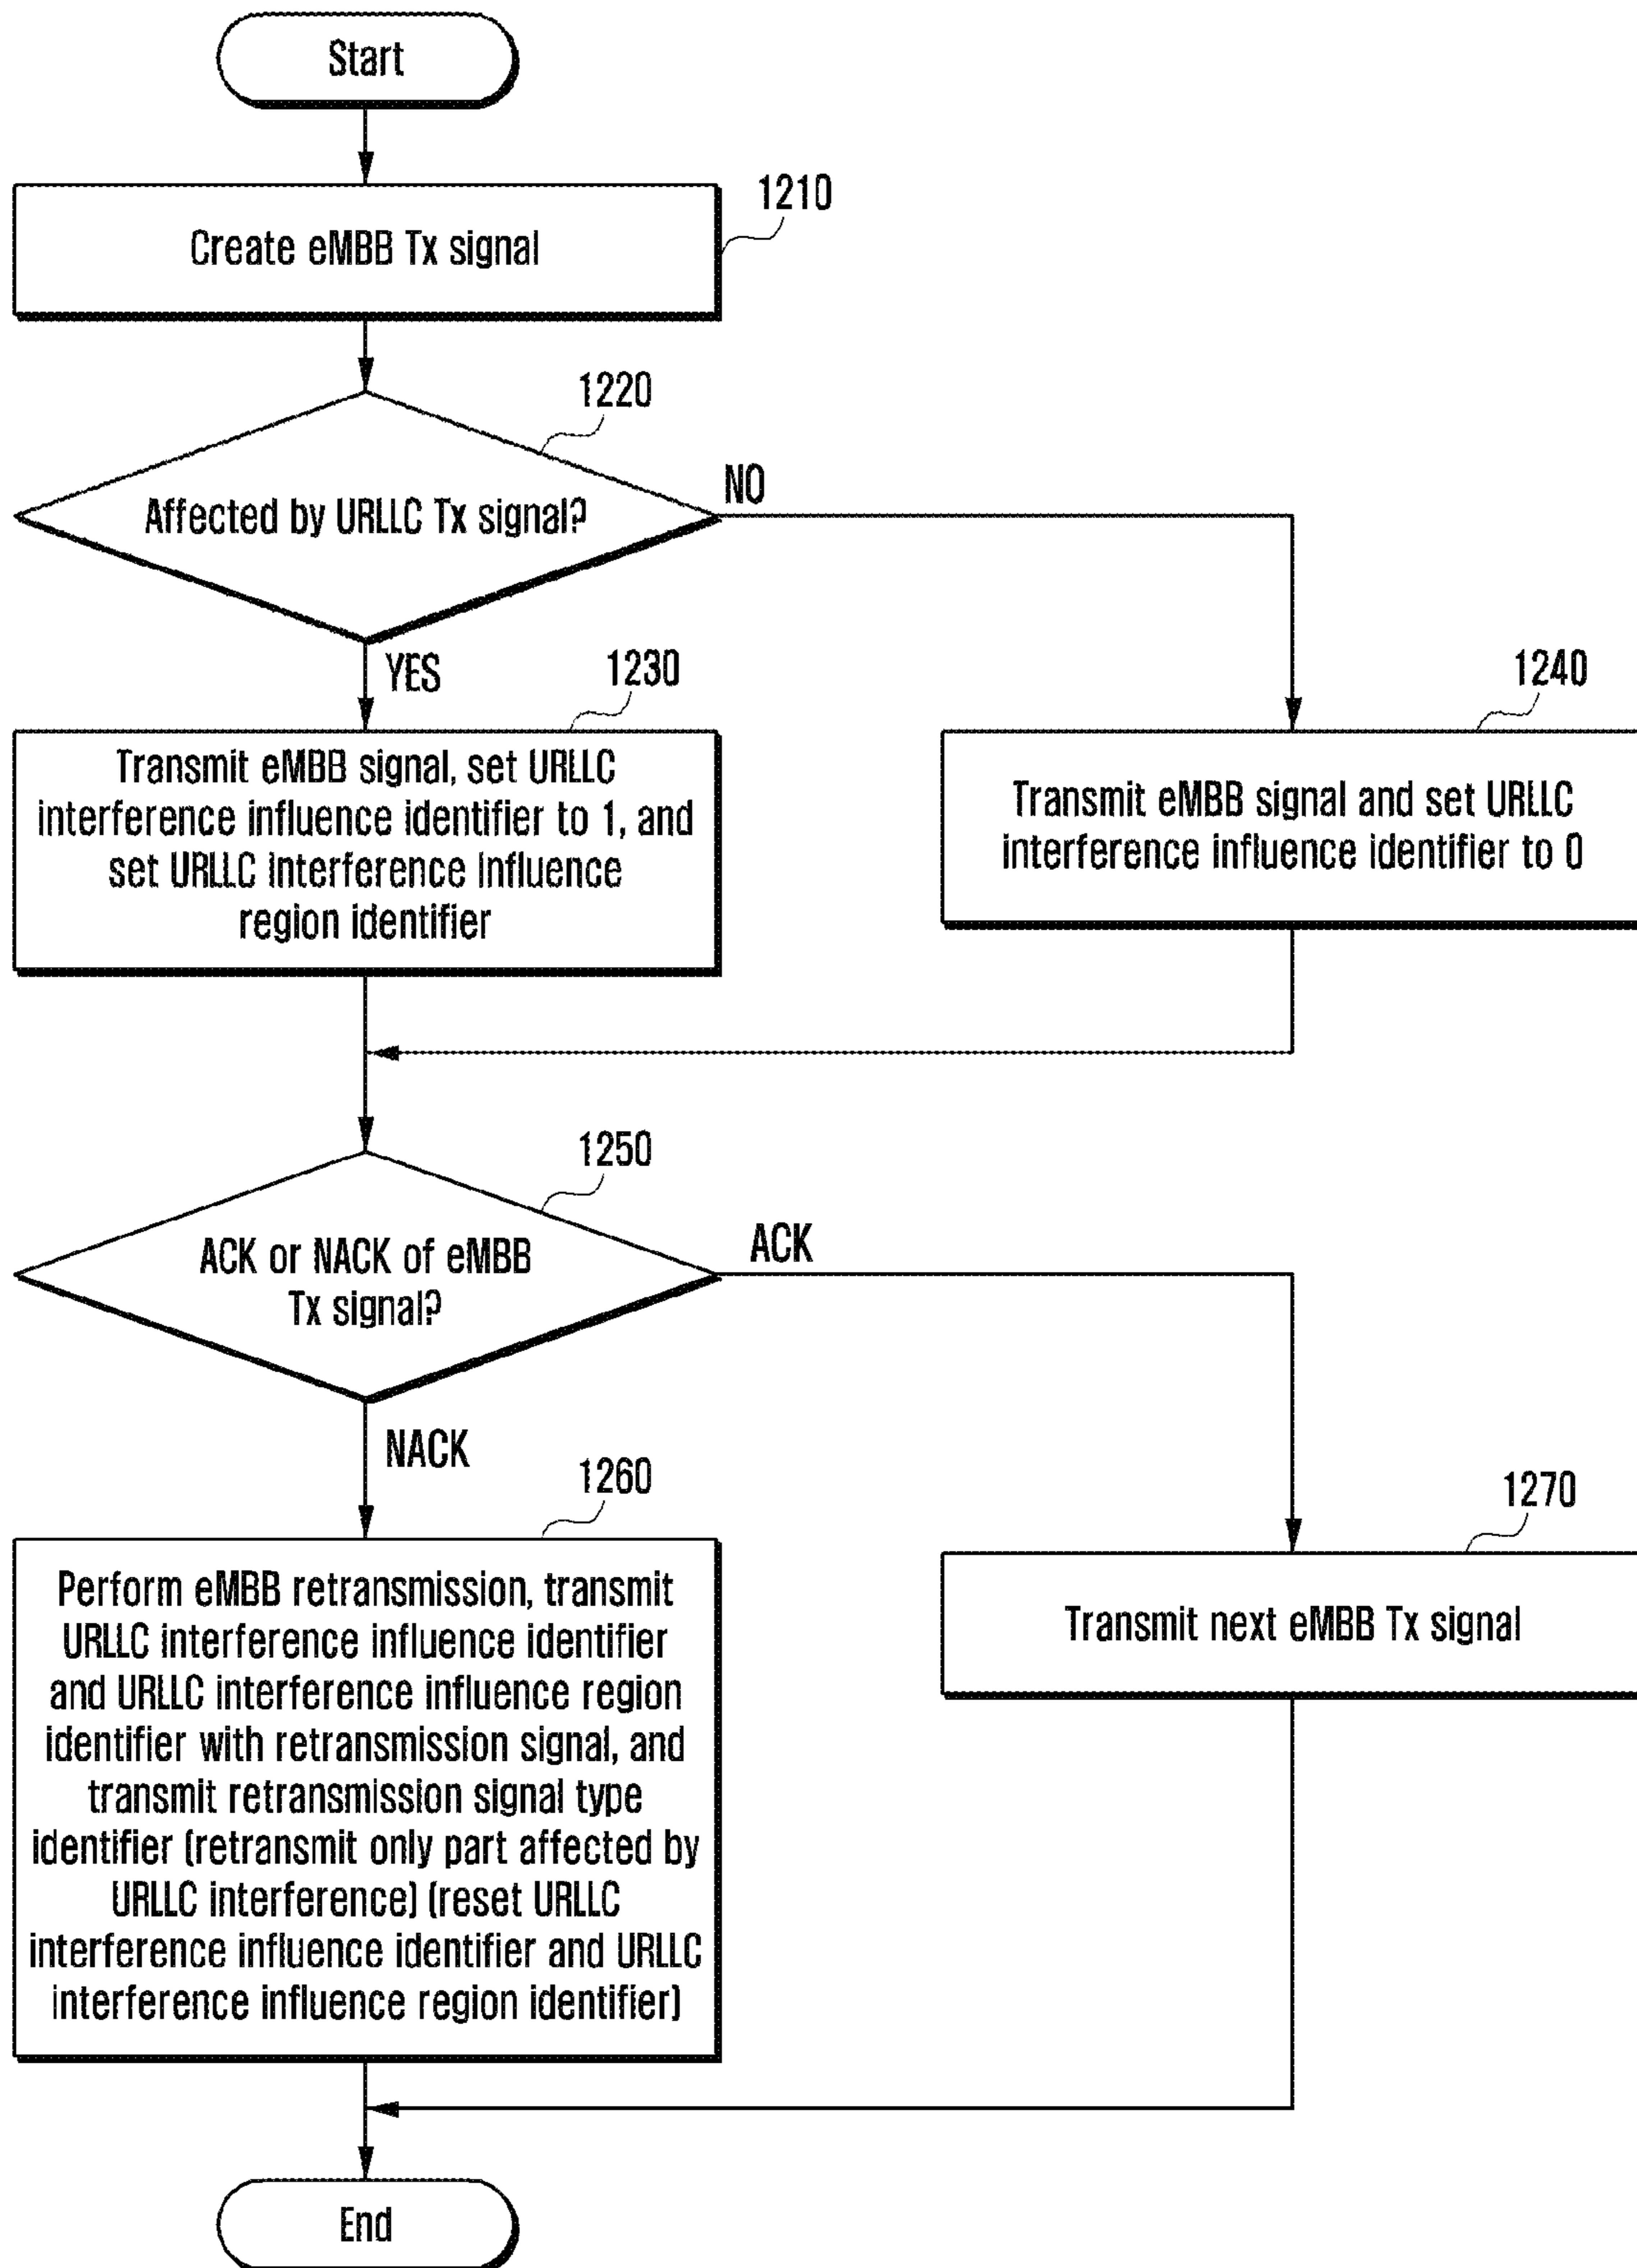 Start
1210
Create eMBB Tx signal
1220
Affected by URLLC Tx signal?
NO
YES
1230
Transmit eMBB signal, set URLLC
interference influence identifier to 1, and
set URLLC interference influence
region identifier
1240
Transmit eMBB signal and set URLLC
interference influence identifier to 0
1250
ACK or NACK of eMBB
Tx signal?
ACK
NACK
1260
Perform eMBB retransmission, transmit
URLLC interference influence identifier
and URLLC interference influence region
identifier with retransmission signal, and
transmit retransmission signal type
identifier (retransmit only part affected by
URLLC interference) (reset URLLC
interference influence identifier and URLLC
interference influence region identifier)
1270
Transmit next eMBB Tx signal
End